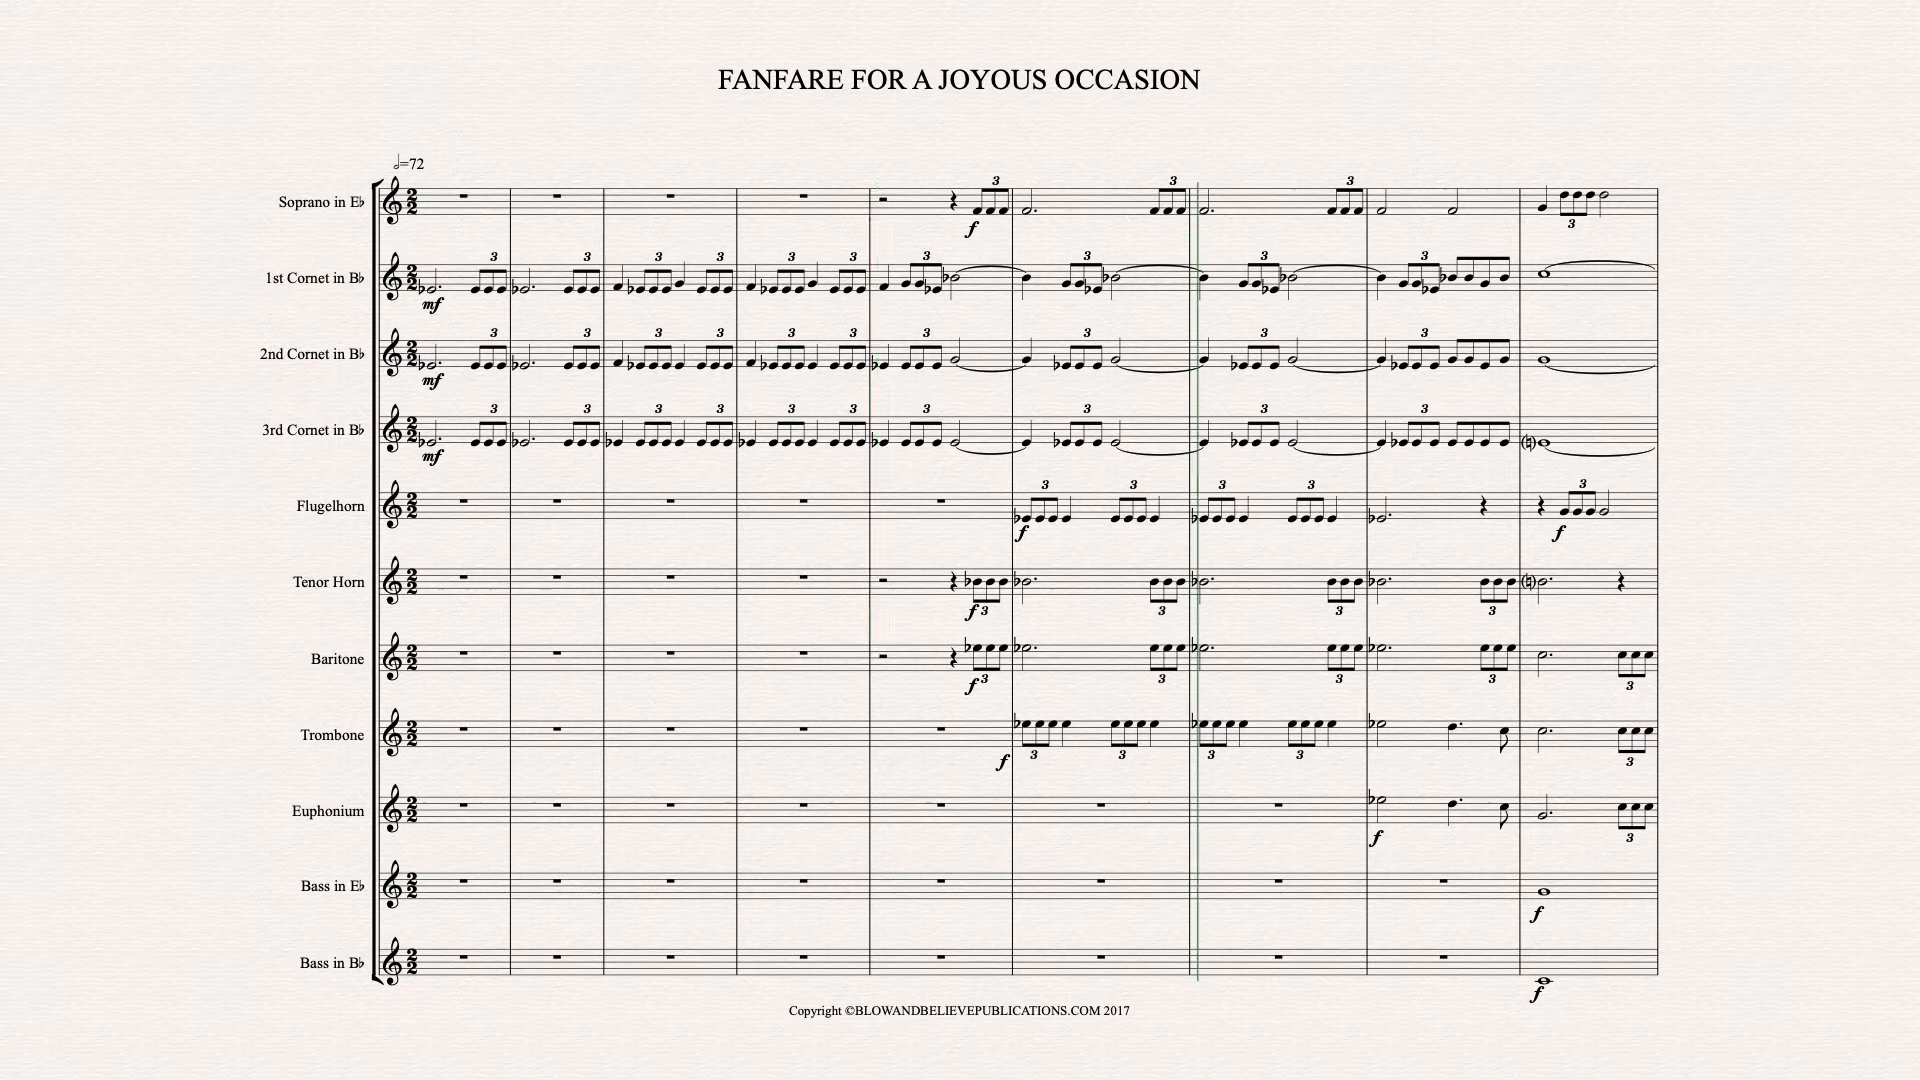 FANFARE FOR A JOYOUS OCCASION
𝅗𝅥=72
Soprano in E♭
1st Cornet in B♭
2nd Cornet in B♭
3rd Cornet in B♭
Flugelhorn
Tenor Horn
Baritone
Trombone
Euphonium
Bass in E♭
Bass in B♭
Copyright ©BLOWANDBELIEVEPUBLICATIONS.COM 2017